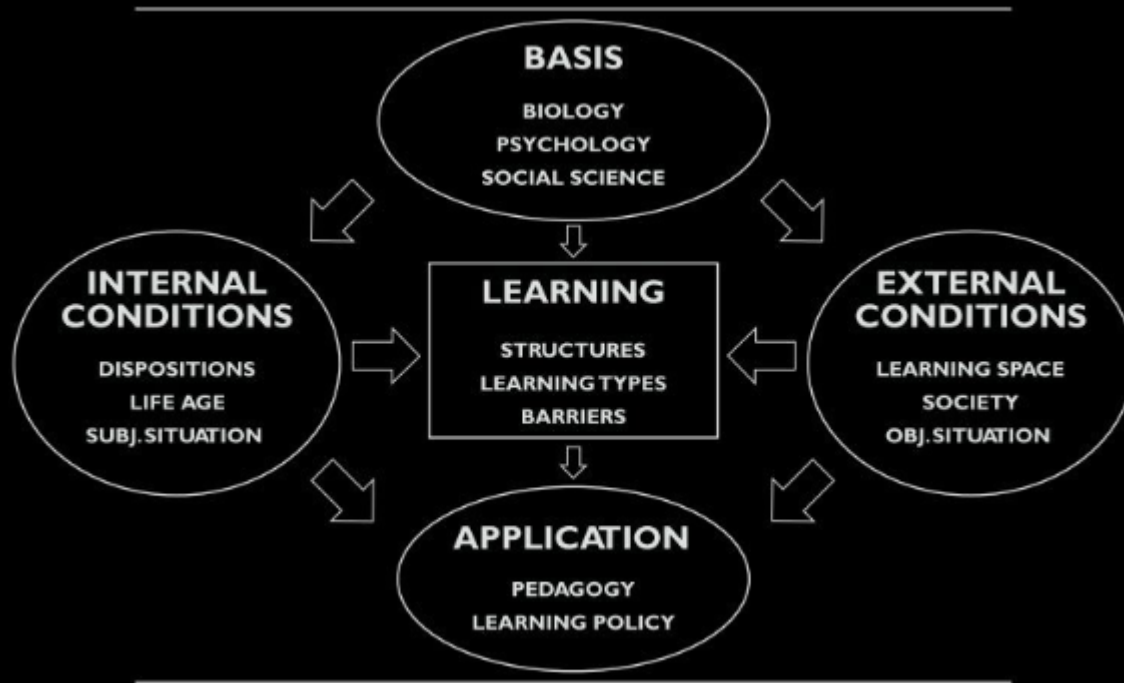 BASIS
BIOLOGY
PSYCHOLOGY
SOCIAL SCIENCE
INTERNAL
CONDITIONS
DISPOSITIONS
LIFE AGE
SUBJ.SITUATION
LEARNING
STRUCTURES
LEARNING TYPES
BARRIERS
EXTERNAL
CONDITIONS
LEARNING SPACE
SOCIETY
OBJ.SITUATION
APPLICATION
PEDAGOGY
LEARNING POLICY